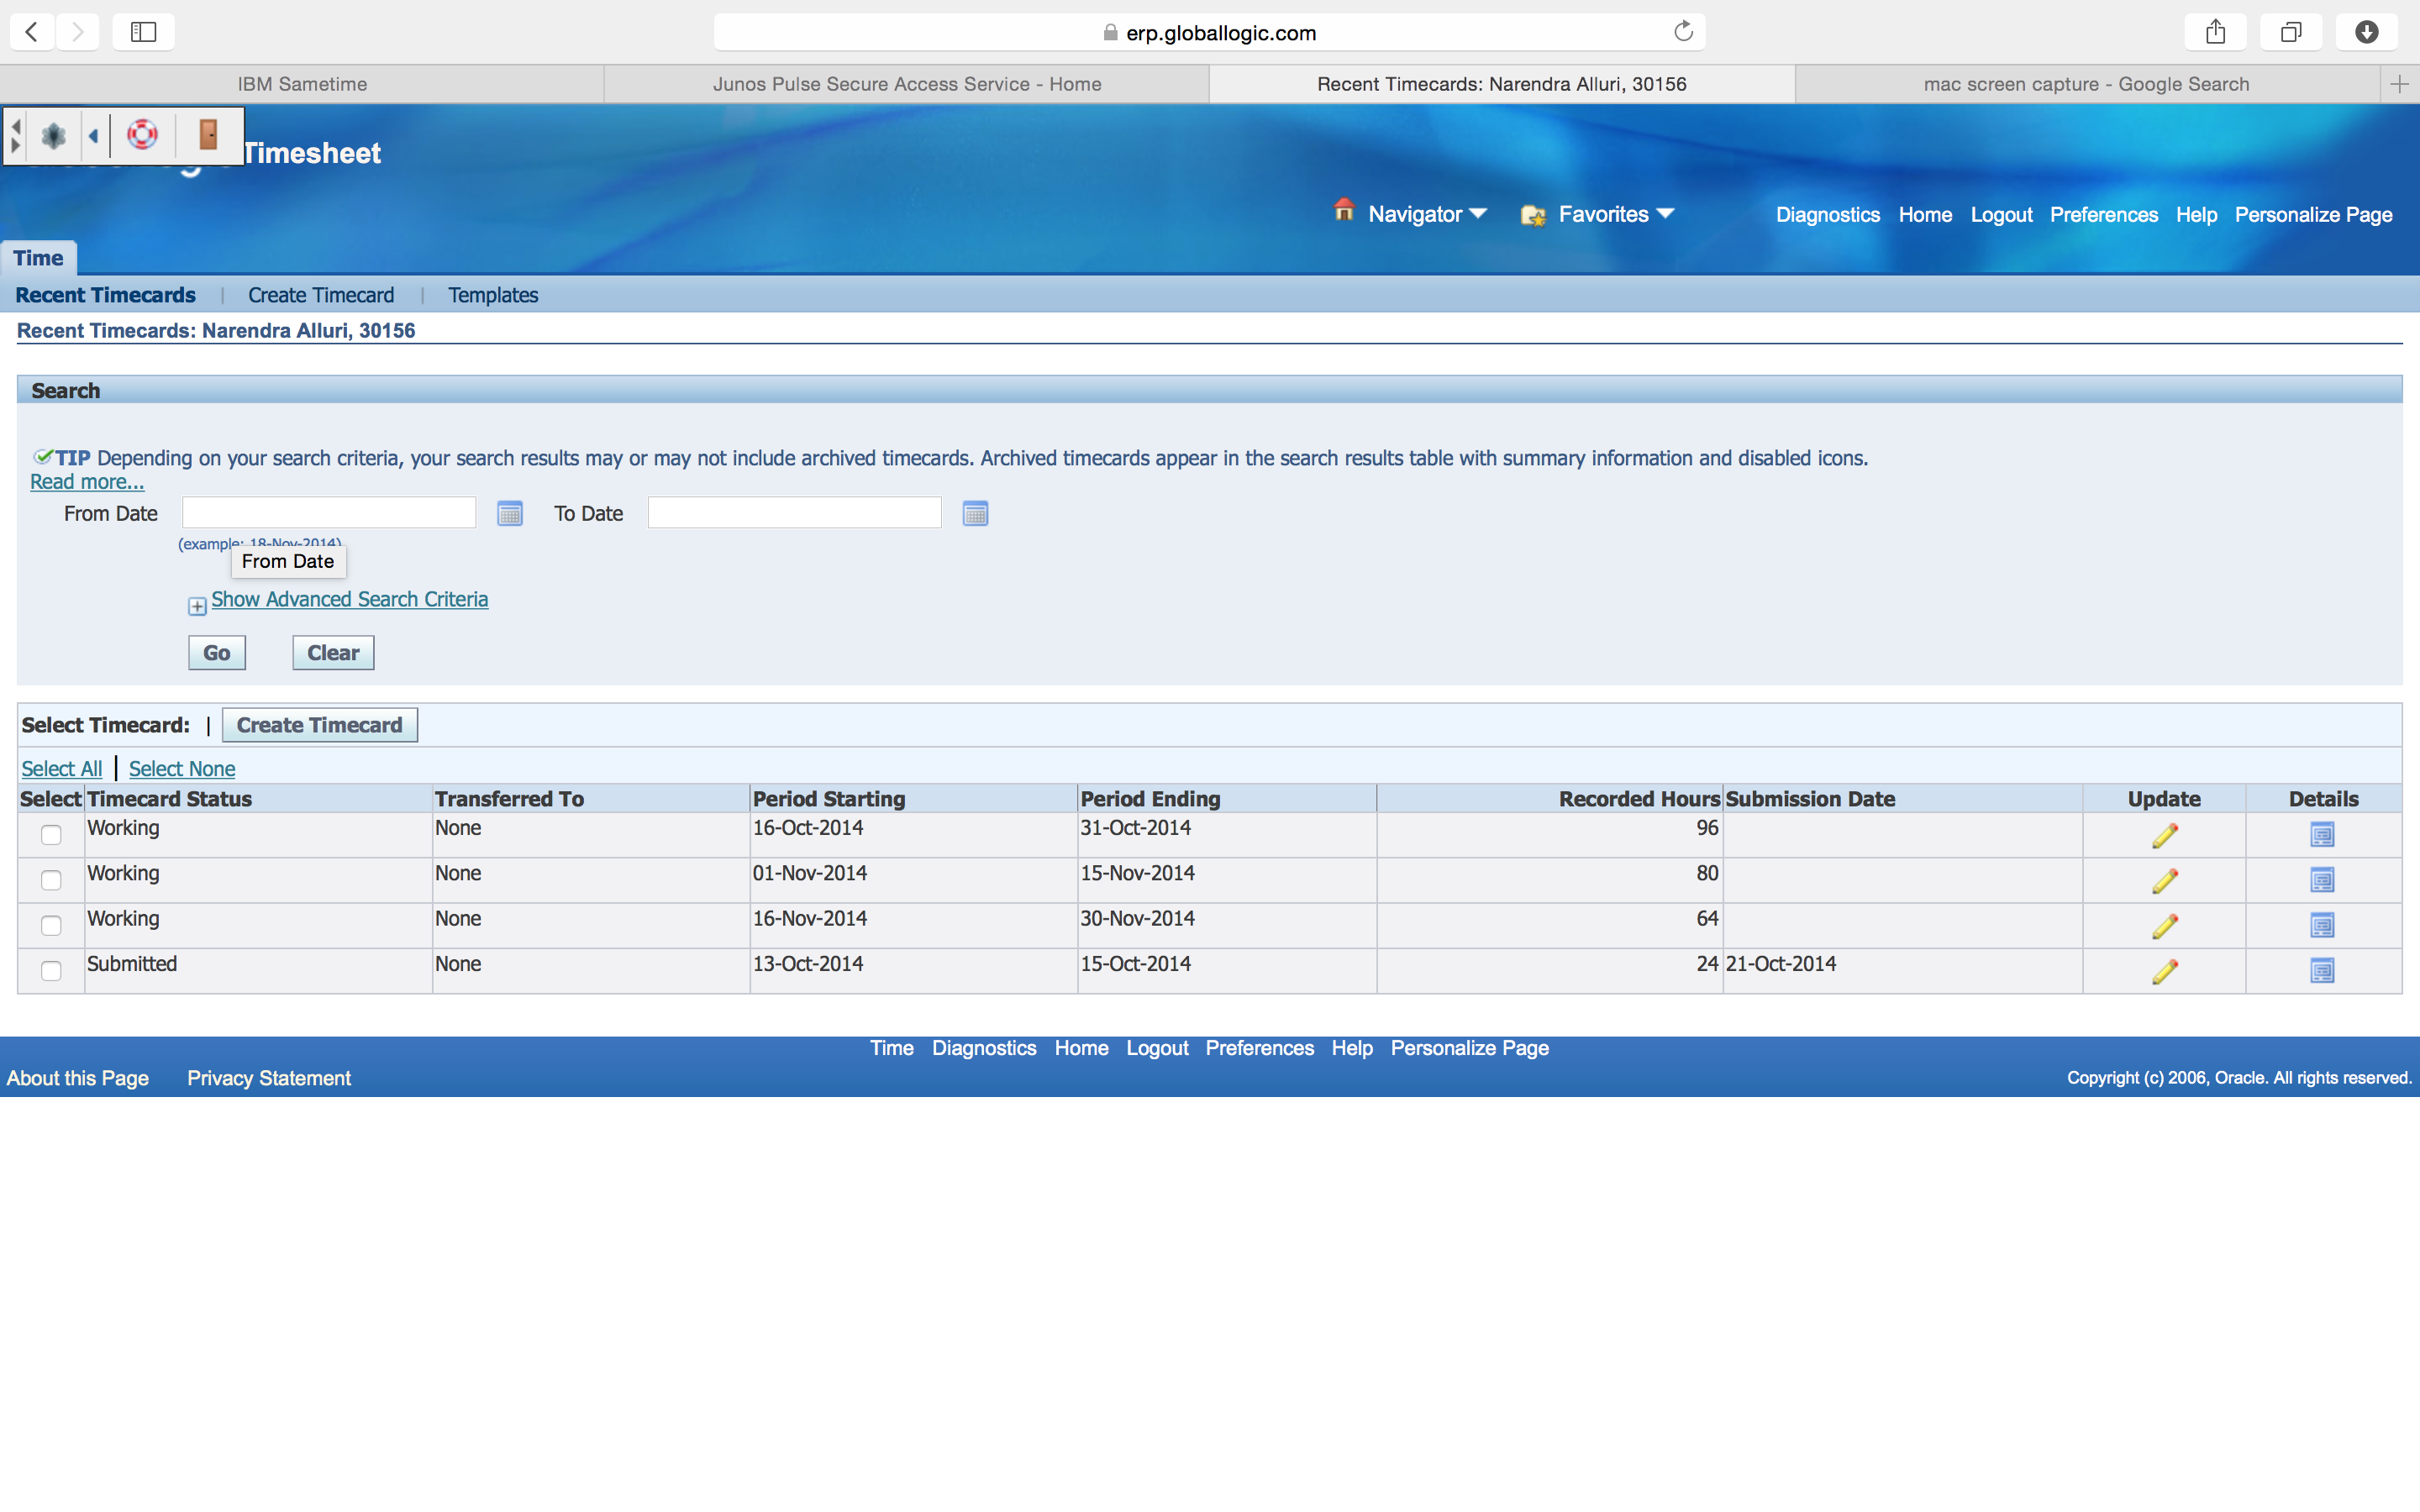 erp.globallogic.com
IBM Sametime
Junos Pulse Secure Access Service - Home
Recent Timecards: Narendra Alluri, 30156
mac screen capture - Google Search
Timesheet
Navigator
Favorites
Diagnostics Home Logout Preferences Help Personalize Page
Time
Recent Timecards | Create Timecard | Templates
Recent Timecards: Narendra Alluri, 30156
Search
TIP Depending on your search criteria, your search results may or may not include archived timecards. Archived timecards appear in the search results table with summary information and disabled icons.
Read more...
From Date
To Date
(example: 18-Nov-2014)
From Date
Show Advanced Search Criteria
Go Clear
Select Timecard: | Create Timecard
Select All | Select None
Select Timecard Status Transferred To Period Starting Period Ending Recorded Hours Submission Date Update Details
Working None 16-Oct-2014 31-Oct-2014 96
Working None 01-Nov-2014 15-Nov-2014 80
Working None 16-Nov-2014 30-Nov-2014 64
Submitted None 13-Oct-2014 15-Oct-2014 24 21-Oct-2014
Time Diagnostics Home Logout Preferences Help Personalize Page
About this Page Privacy Statement
Copyright (c) 2006, Oracle. All rights reserved.